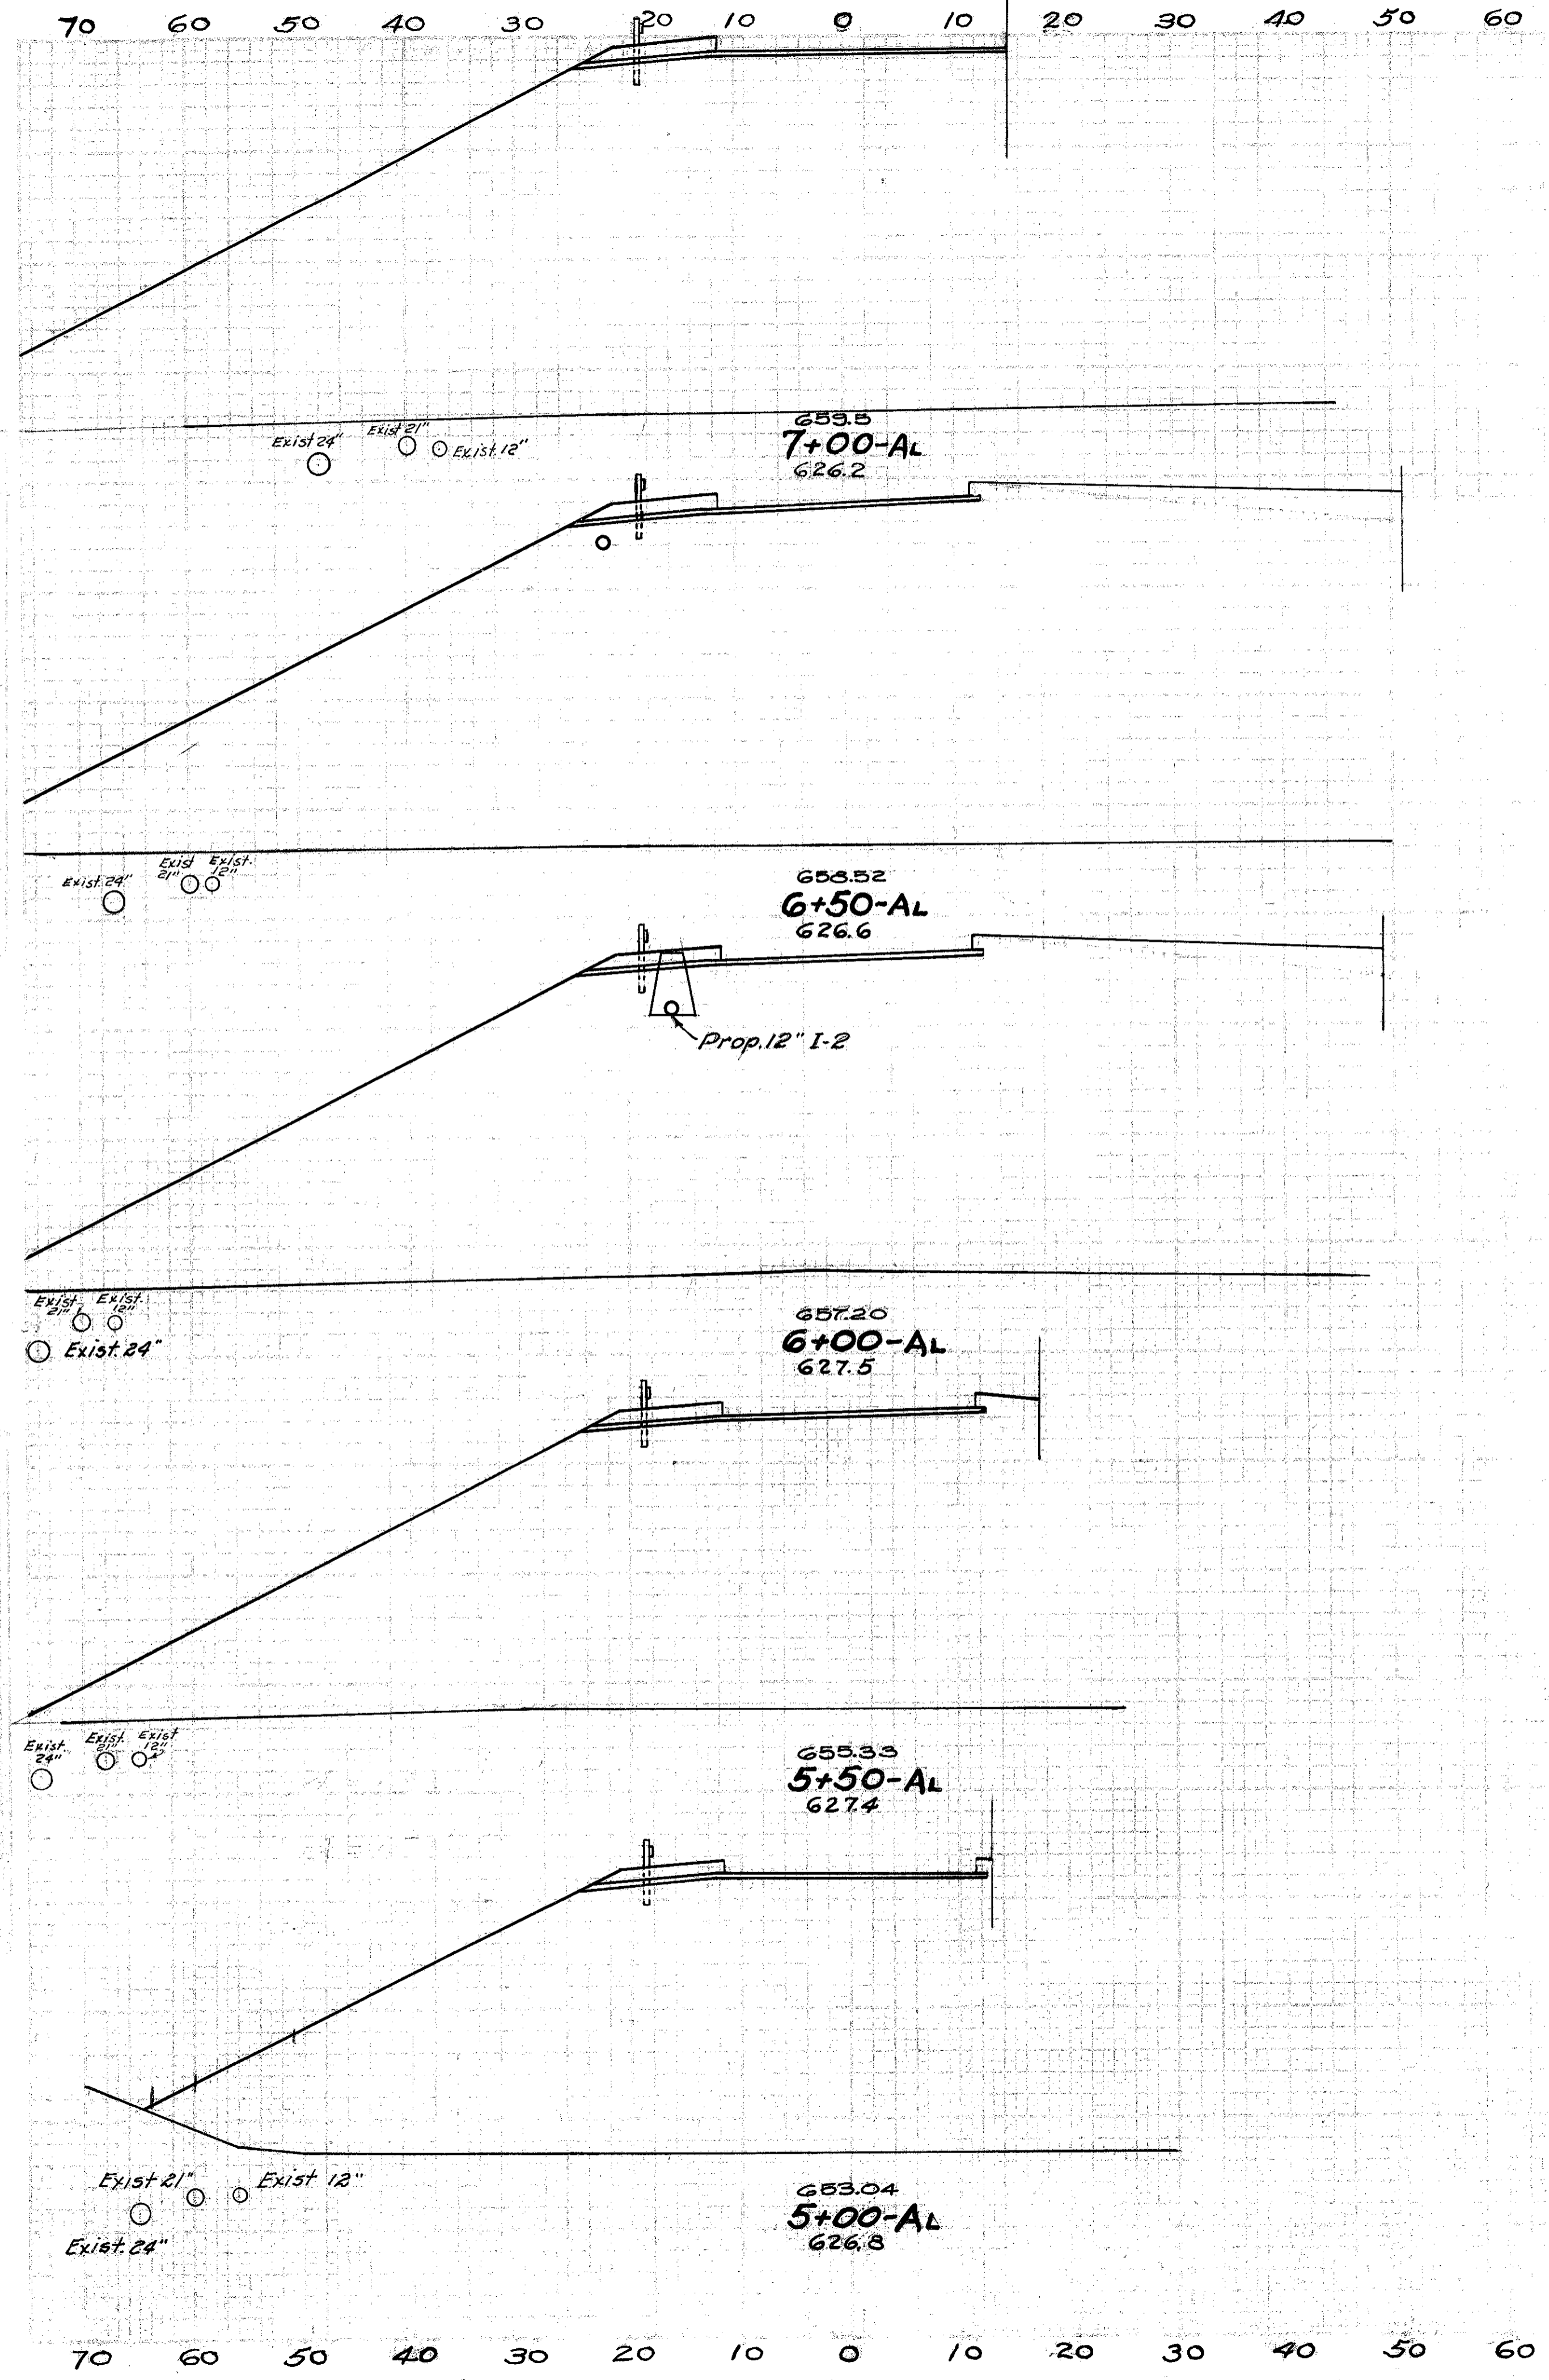 70 60 50 40 30 20 10 0 10 20 30 40 50 60
659.5
Exist 24" Exist 21" Exist. 12" 7+00-AL
626.2
Exist 24" Exist 21" Exist. 12" 658.52
6+50-AL
626.6
Prop. 12" I-2
Exist. 21" Exist. 12" 657.20
Exist. 24" 6+00-AL
627.5
Exist. 24" Exist. 21" Exist 12" 655.33
5+50-AL
627.4
Exist 21" Exist 12" 653.04
5+00-AL
Exist. 24" 626.8
70 60 50 40 30 20 10 0 10 20 30 40 50 60